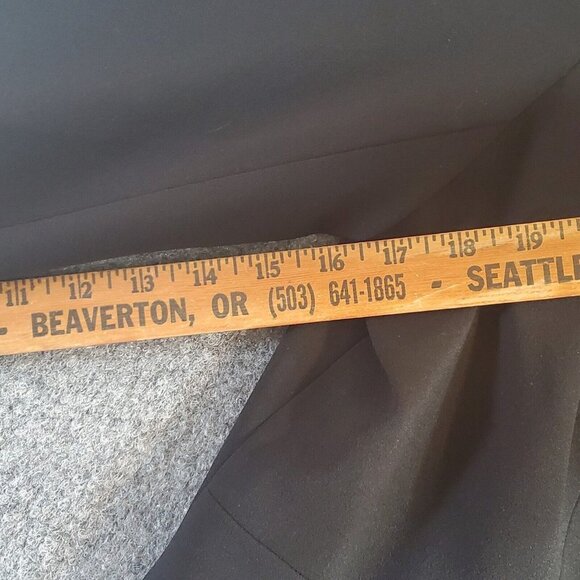 11 12 13 14 15 16 17 18 19
- BEAVERTON, OR (503) 641-1865 - SEATTLE